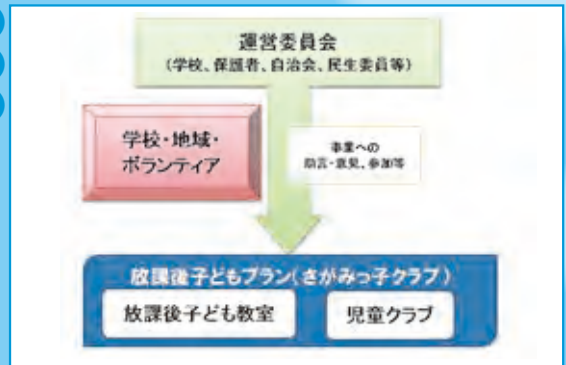 運営委員会
(学校、保護者、自治会、民生委員等)
学校・地域・
ボランティア
事業への
助言・意見、参加等
放課後子どもプラン(さがみっ子クラブ)
放課後子ども教室
児童クラブ